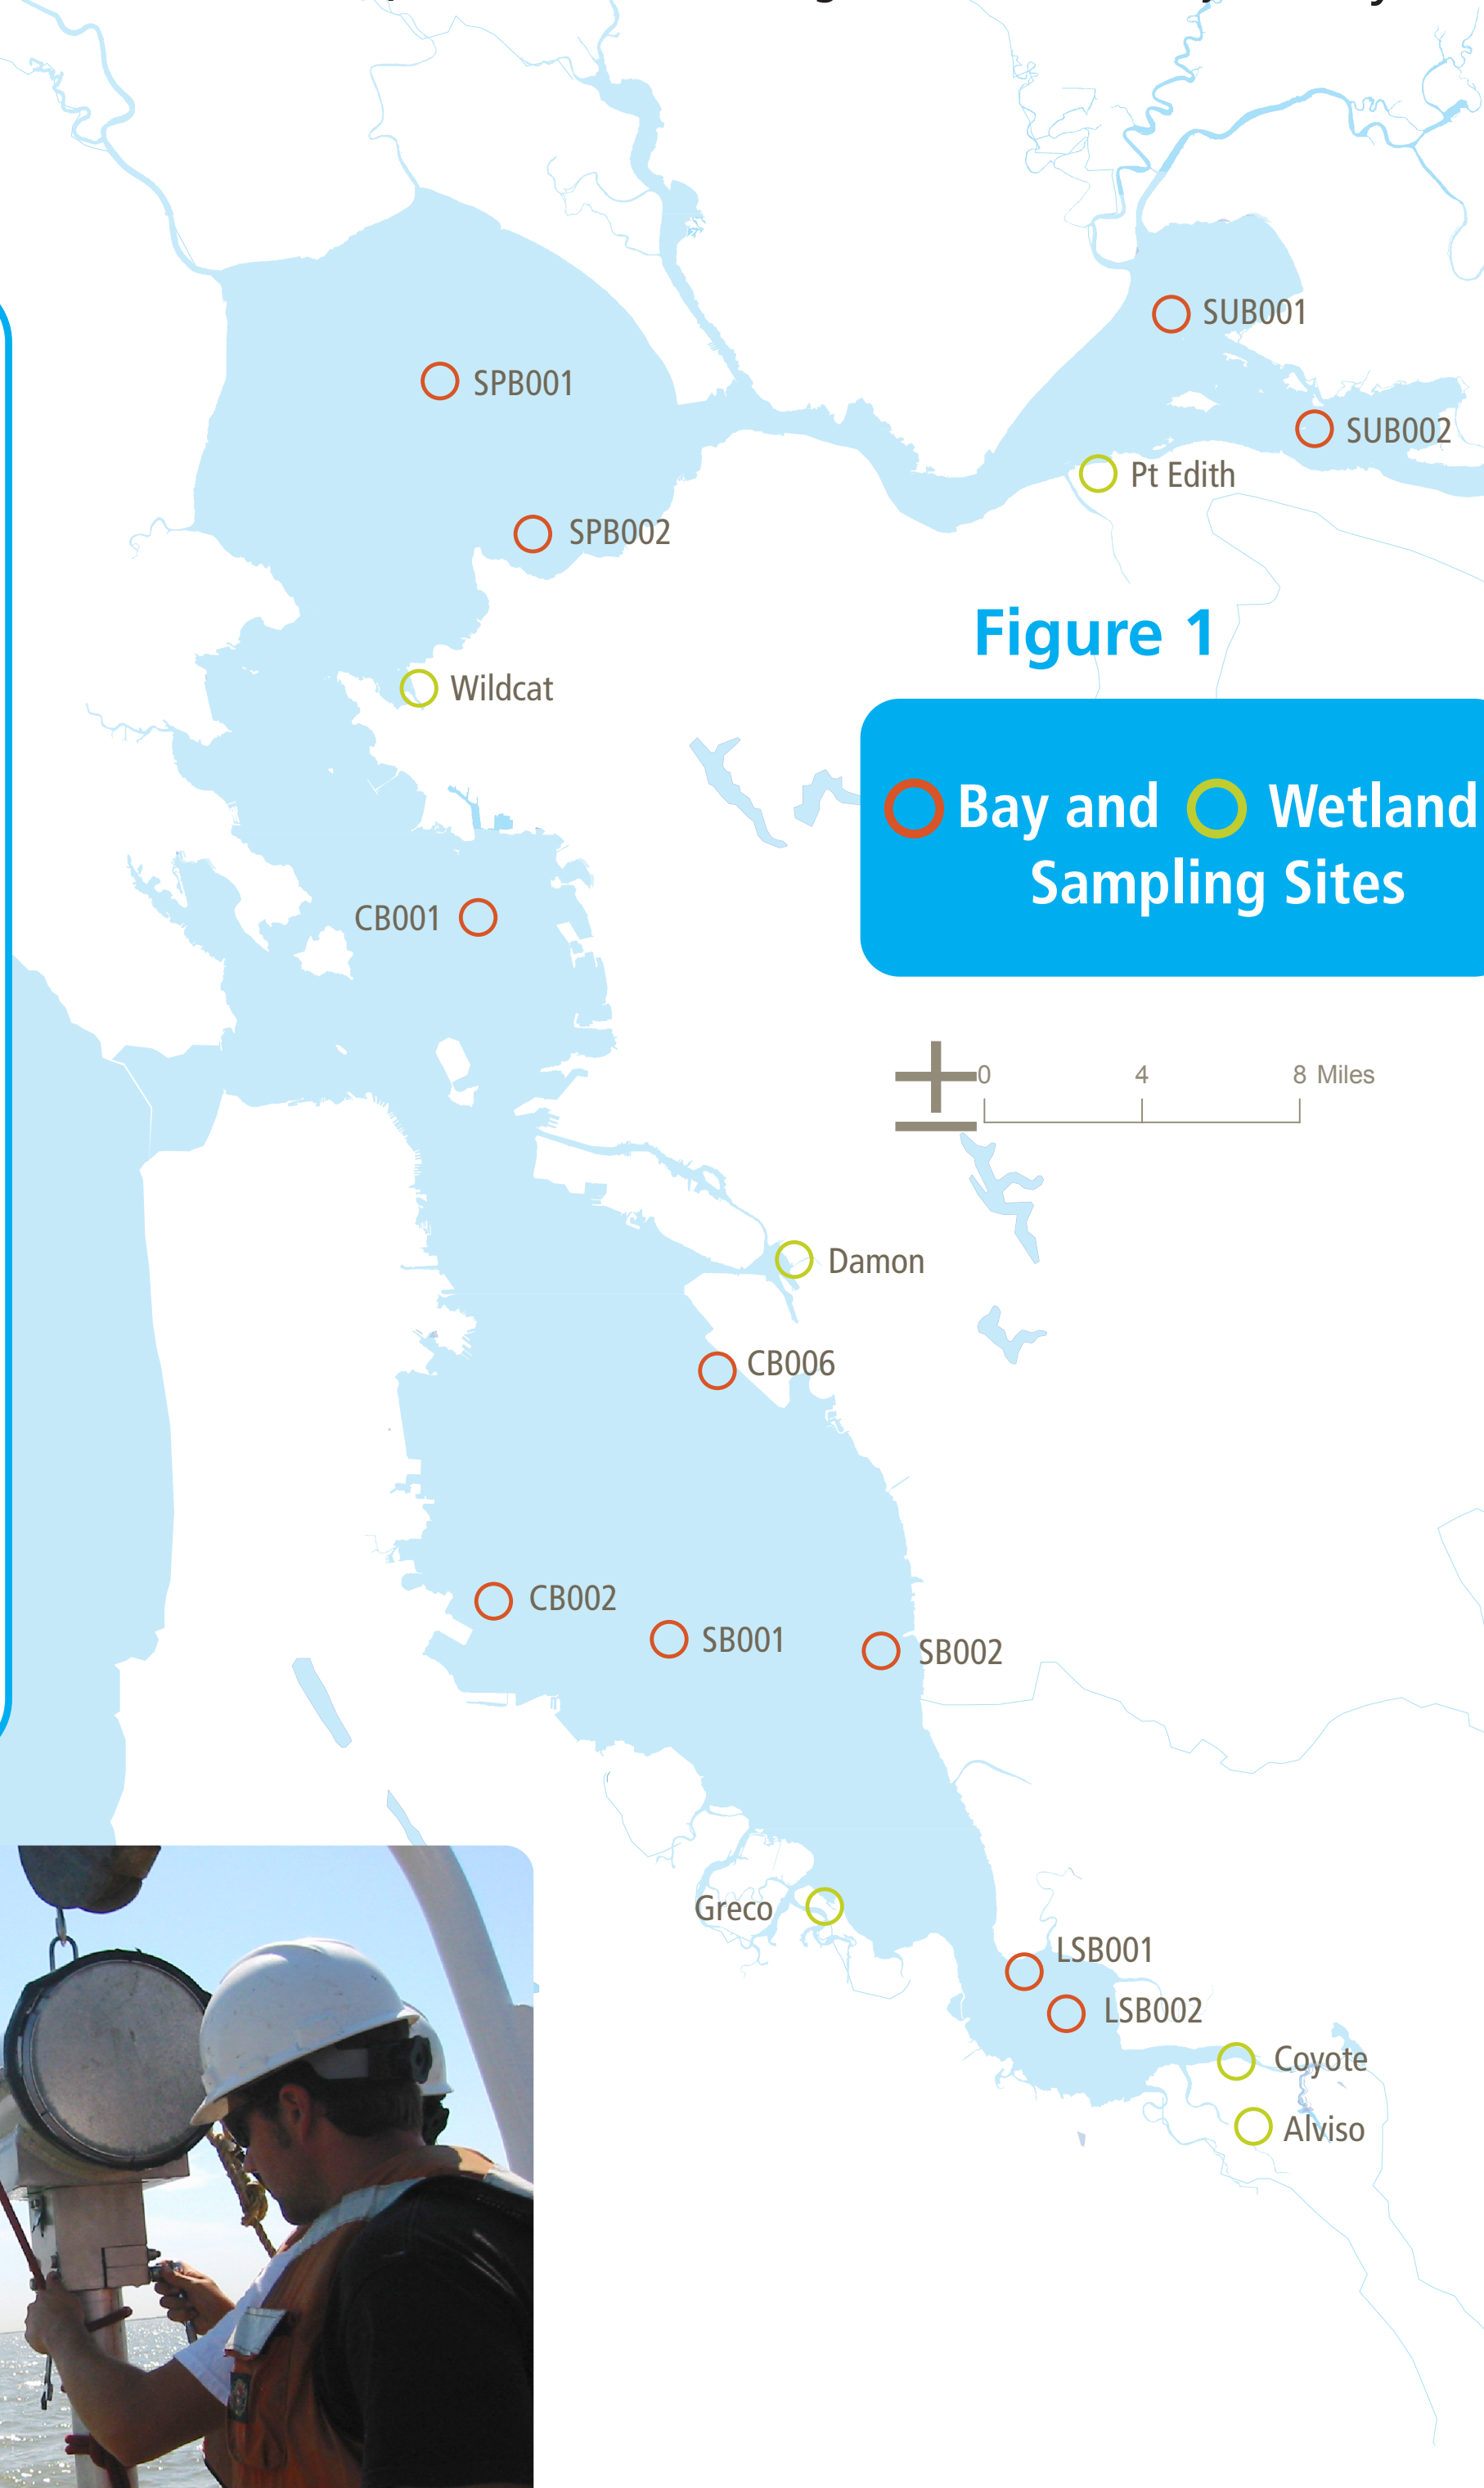 SUB001
SPB001
SUB002
Pt Edith
SPB002
Figure 1
Wildcat
Bay and Wetland
Sampling Sites
CB001
0 4 8 Miles
Damon
CB006
CB002
SB001
SB002
Greco
LSB001
LSB002
Coyote
Alviso